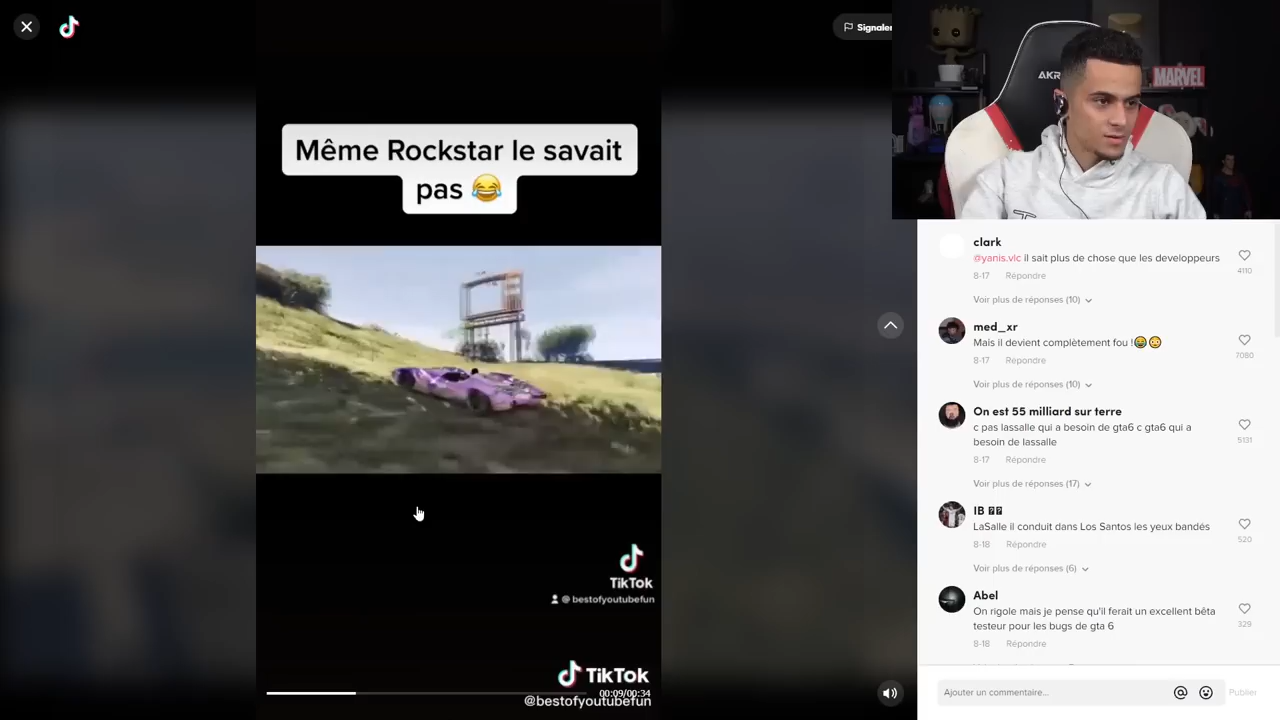 Signaler
AKR
MARVEL
Même Rockstar le savait
pas 😂
TikTok
@ bestofyoutubefun
TikTok
00:09/00:34
@bestofyoutubefun
clark
@yanis.vlc il sait plus de chose que les developpeurs
4110
8-17 Répondre
Voir plus de réponses (10)
med_xr
Mais il devient complètement fou !😂😳
7080
8-17 Répondre
Voir plus de réponses (10)
On est 55 milliard sur terre
c pas lassalle qui a besoin de gta6 c gta6 qui a
besoin de lassalle
5131
8-17 Répondre
Voir plus de réponses (17)
IB
LaSalle il conduit dans Los Santos les yeux bandés
520
8-18 Répondre
Voir plus de réponses (6)
Abel
On rigole mais je pense qu'il ferait un excellent bêta
testeur pour les bugs de gta 6
329
8-18 Répondre
Ajouter un commentaire...
Publier